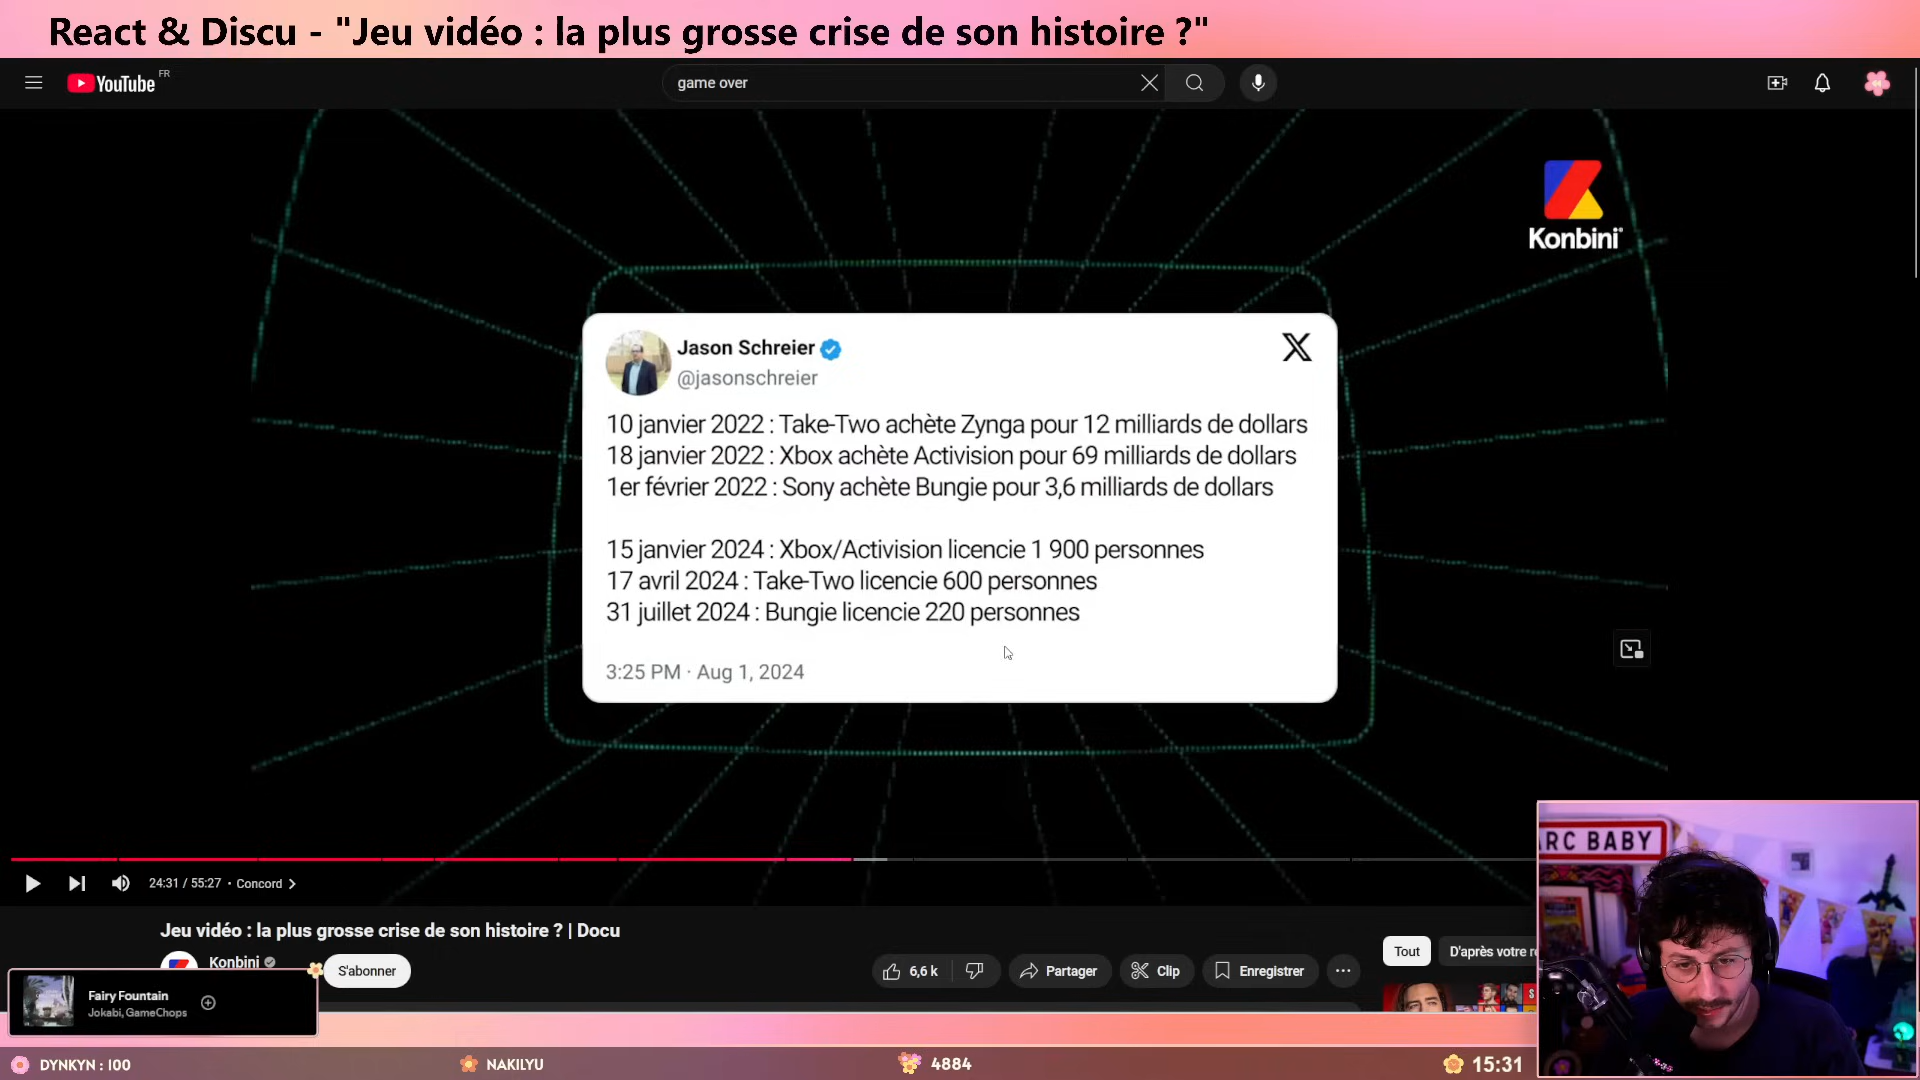 React & Discu - "Jeu vidéo : la plus grosse crise de son histoire ?"
YouTube FR
game over
Konbini
Jason Schreier
@jasonschreier
10 janvier 2022 : Take-Two achète Zynga pour 12 milliards de dollars
18 janvier 2022 : Xbox achète Activision pour 69 milliards de dollars
1er février 2022 : Sony achète Bungie pour 3,6 milliards de dollars
15 janvier 2024 : Xbox/Activision licencie 1 900 personnes
17 avril 2024 : Take-Two licencie 600 personnes
31 juillet 2024 : Bungie licencie 220 personnes
3:25 PM · Aug 1, 2024
ARC BABY
24:31 / 55:27 • Concord
Jeu vidéo : la plus grosse crise de son histoire ? | Docu
Konbini
S'abonner
6,6 k
Partager
Clip
Enregistrer
Tout
D'après votre
Fairy Fountain
Jokabi, GameChops
DYNKYN : 100
NAKILYU
4884
15:31